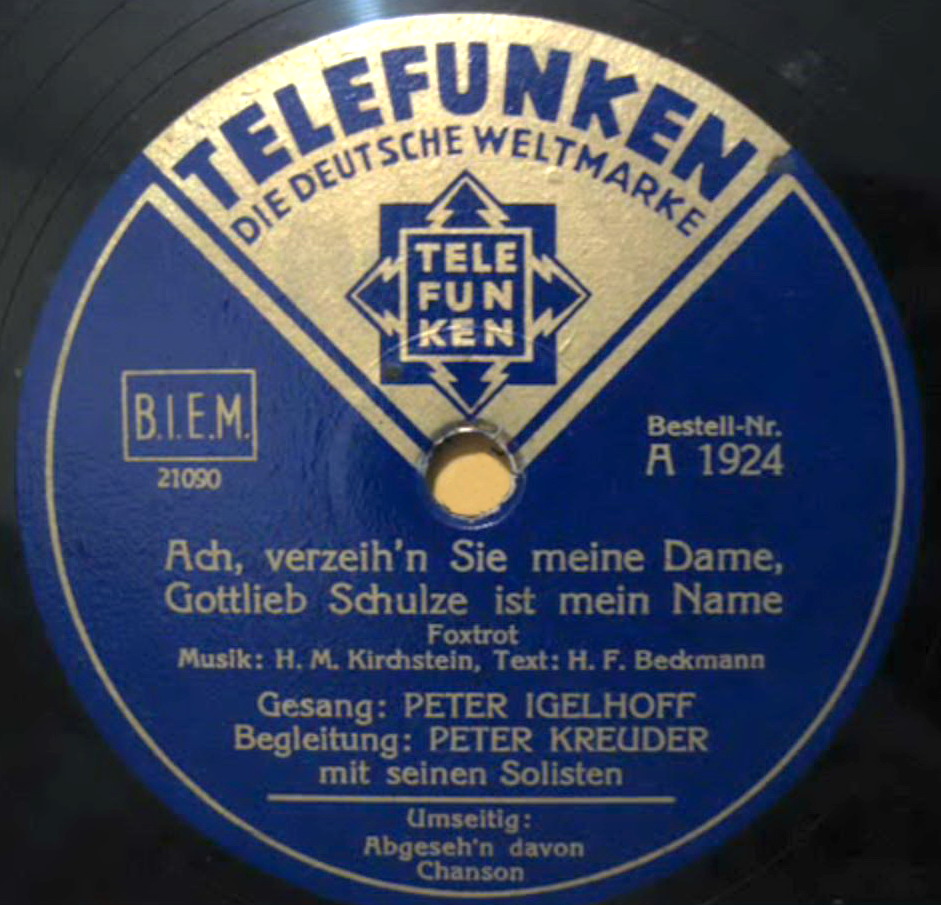 TELEFUNKEN
DIE DEUTSCHE WELTMARKE
TELE
FUN
KEN
B.I.E.M.
21090
Bestell-Nr.
A 1924
Ach, verzeih'n Sie meine Dame,
Gottlieb Schulze ist mein Name
Foxtrot
Musik: H. M. Kirchstein, Text: H. F. Beckmann
Gesang: PETER IGELHOFF
Begleitung: PETER KREUDER
mit seinen Solisten
Umseitig:
Abgeseh'n davon
Chanson